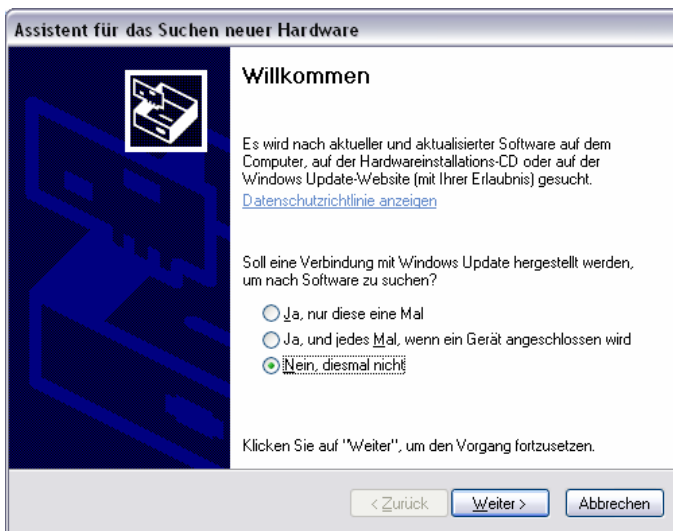 Assistent für das Suchen neuer Hardware
Willkommen
Es wird nach aktueller und aktualisierter Software auf dem
Computer, auf der Hardwareinstallations-CD oder auf der
Windows Update-Website (mit Ihrer Erlaubnis) gesucht.
Datenschutzrichtlinie anzeigen
Soll eine Verbindung mit Windows Update hergestellt werden,
um nach Software zu suchen?
Ja, nur diese eine Mal
Ja, und jedes Mal, wenn ein Gerät angeschlossen wird
Nein, diesmal nicht
Klicken Sie auf "Weiter", um den Vorgang fortzusetzen.
< Zurück Weiter > Abbrechen